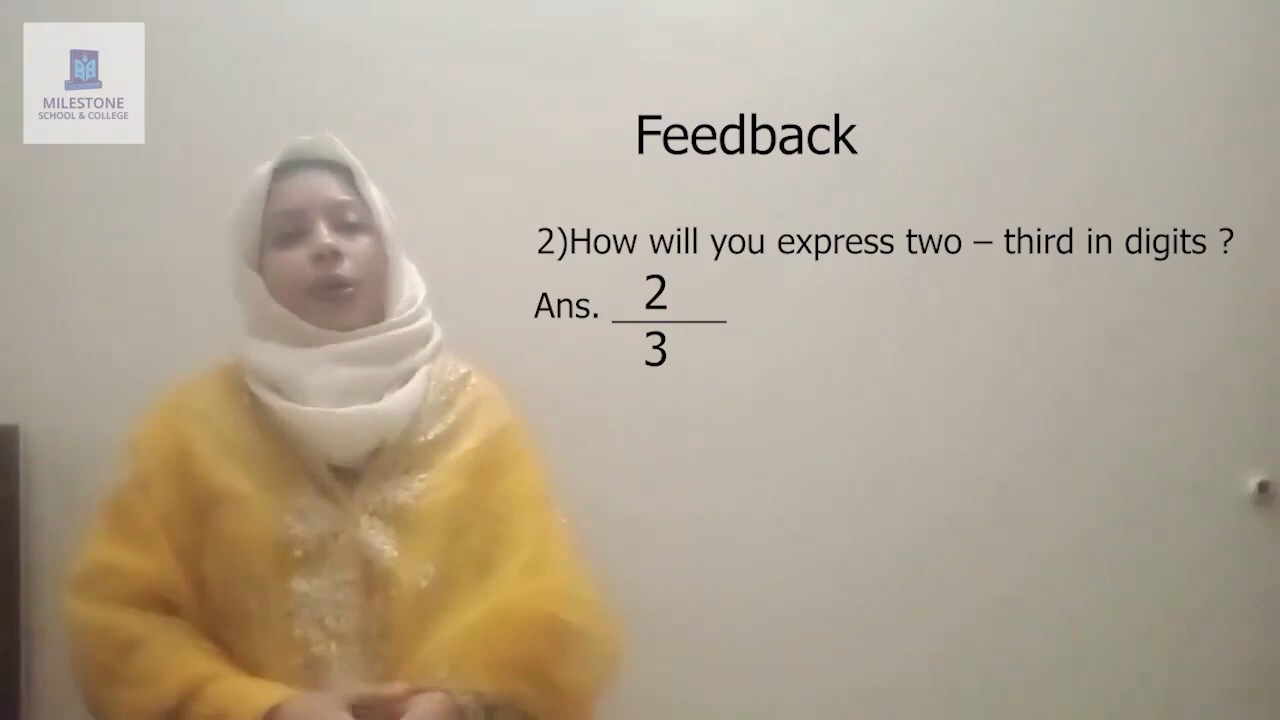 MILESTONE
SCHOOL & COLLEGE
Feedback
2)How will you express two – third in digits ?
Ans. 2
3